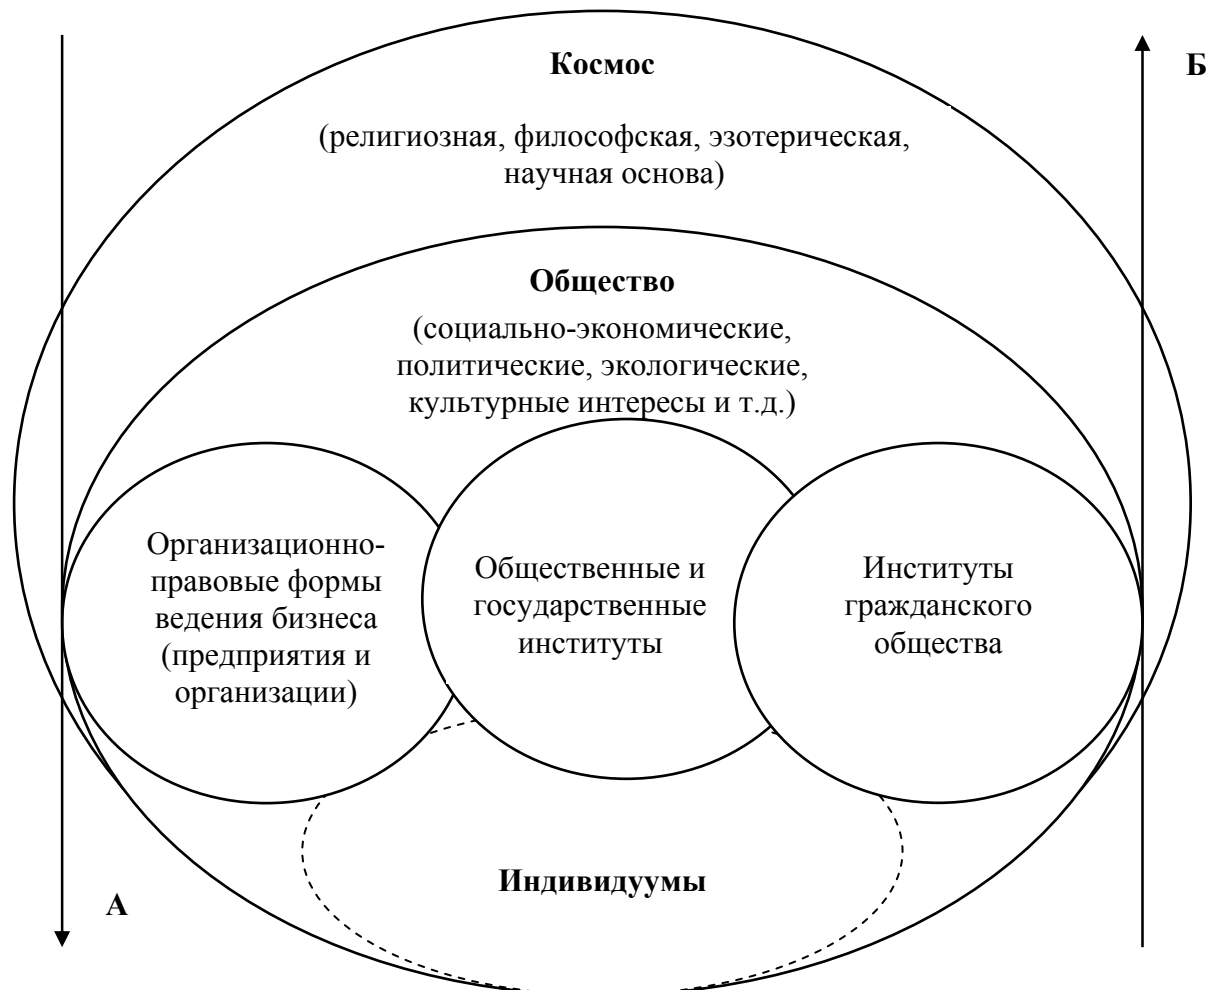 Космос
Б
(религиозная, философская, эзотерическая,
научная основа)
Общество
(социально-экономические,
политические, экологические,
культурные интересы и т.д.)
Организационно-
правовые формы
ведения бизнеса
(предприятия и
организации)
Общественные и
государственные
институты
Институты
гражданского
общества
Индивидуумы
А